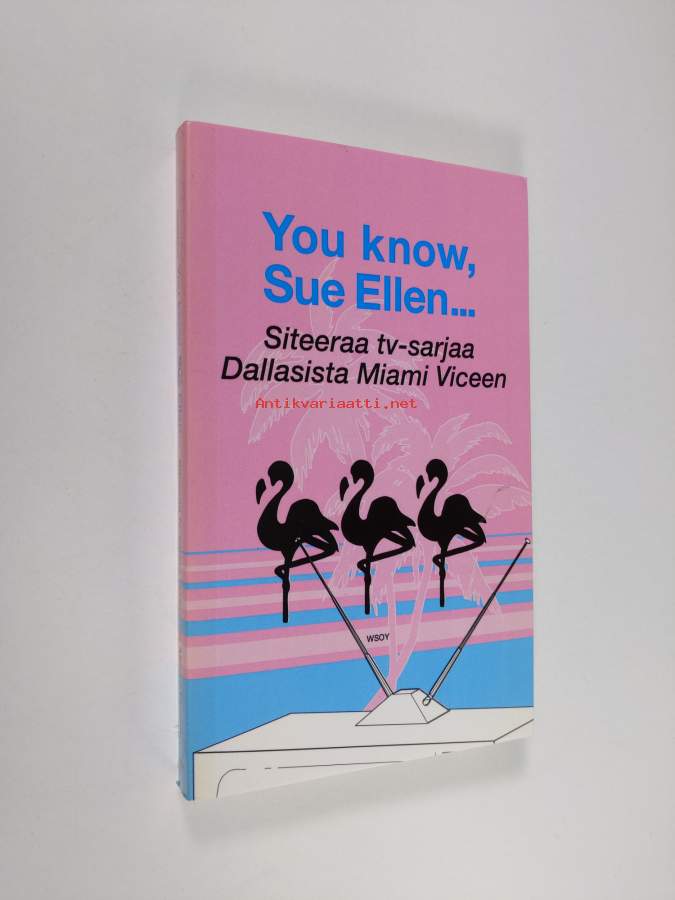 You know,
Sue Ellen...
Siteeraa tv-sarjaa
Dallasista Miami Viceen
Antikvariaatti.net
WSOY